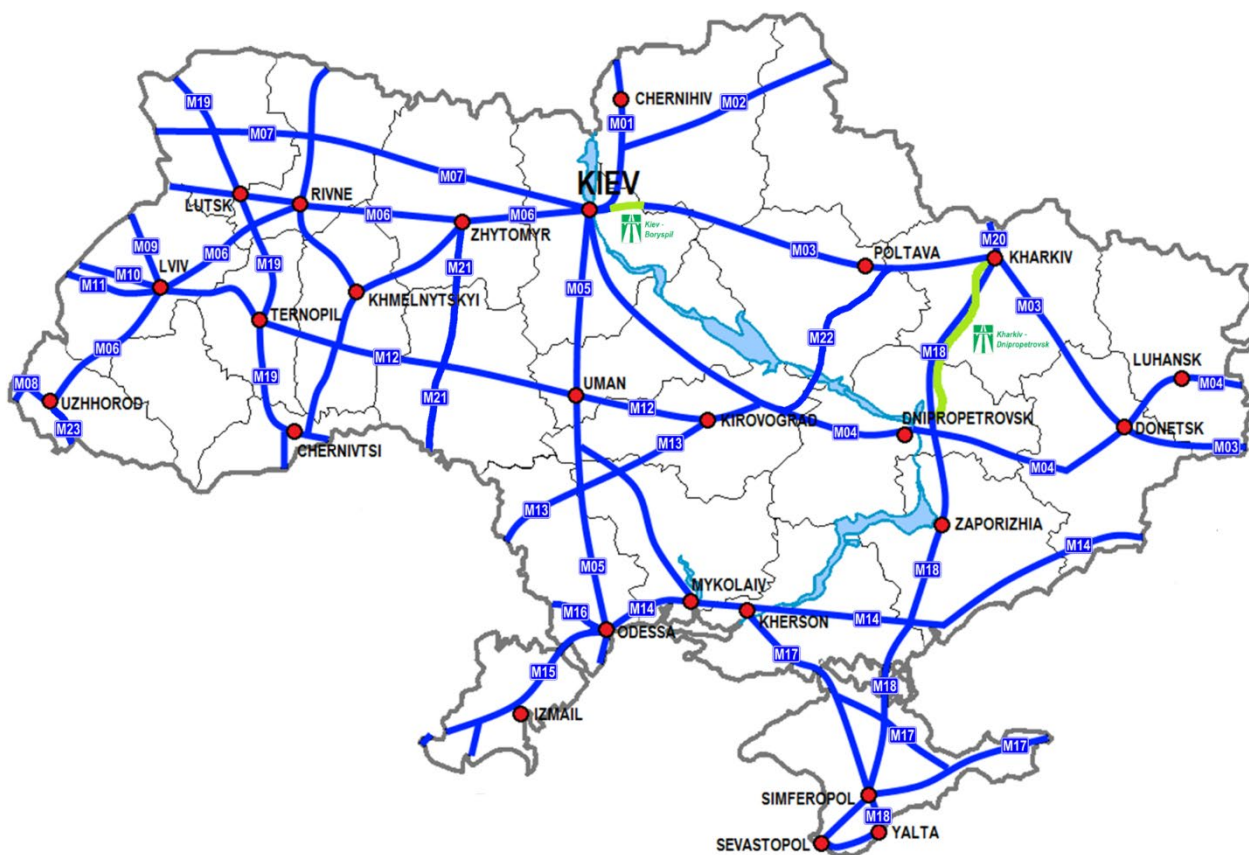 M19
M07
M07
CHERNIHIV
M01
M02
KIEV
Kiev -
Boryspil
LUTSK
RIVNE
M06
M06
ZHYTOMYR
M09
M06
M10
LVIV
M11
M19
M21
KHMELNYTSKYI
TERNOPIL
M05
M03
POLTAVA
M20
KHARKIV
M03
Kharkiv -
Dnipropetrovsk
M22
M18
M06
M12
M19
M21
M08
UZHHOROD
M23
CHERNIVTSI
UMAN
M12
KIROVOGRAD
M13
M04
DNIPROPETROVSK
LUHANSK
M04
DONETSK
M03
M04
M13
ZAPORIZHIA
M14
M18
M05
MYKOLAIV
M16
M14
ODESSA
KHERSON
M14
M15
M17
M18
IZMAIL
M17
M17
SIMFEROPOL
M18
YALTA
SEVASTOPOL